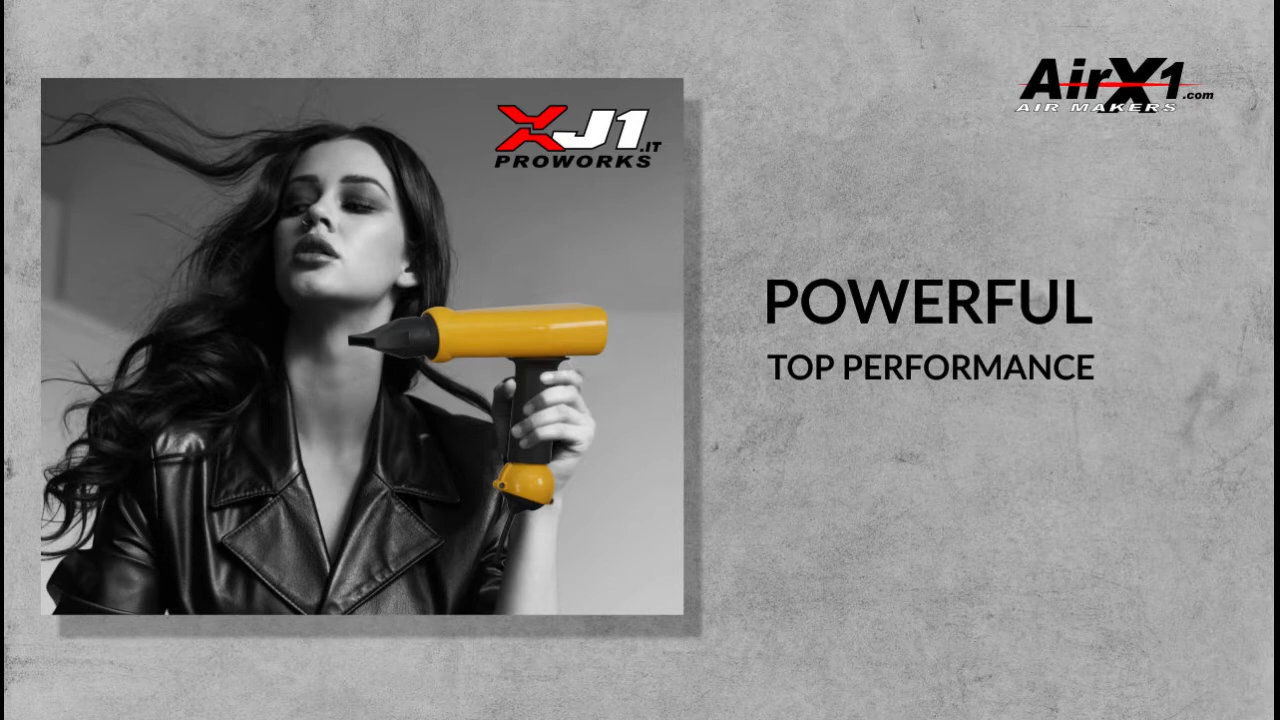 XJ1.IT
PROWORKS
AirX1.com
AIR MAKERS
POWERFUL
TOP PERFORMANCE